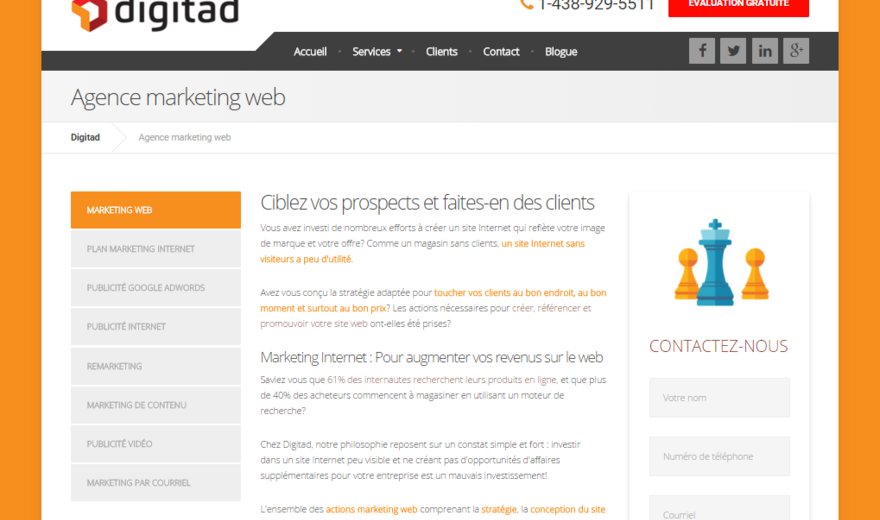 digitad
1-438-929-5511
ÉVALUATION GRATUITE
Accueil
Services
Clients
Contact
Blogue
Agence marketing web
Digitad
Agence marketing web
MARKETING WEB
PLAN MARKETING INTERNET
PUBLICITÉ GOOGLE ADWORDS
PUBLICITÉ INTERNET
REMARKETING
MARKETING DE CONTENU
PUBLICITÉ VIDÉO
MARKETING PAR COURRIEL
Ciblez vos prospects et faites-en des clients
Vous avez investi de nombreux efforts à créer un site Internet qui reflète votre image
de marque et votre offre? Comme un magasin sans clients, un site Internet sans
visiteurs a peu d'utilité.
Avez vous conçu la stratégie adaptée pour toucher vos clients au bon endroit, au bon
moment et surtout au bon prix? Les actions nécessaires pour créer, référencer et
promouvoir votre site web ont-elles été prises?
Marketing Internet : Pour augmenter vos revenus sur le web
Saviez vous que 61% des internautes recherchent leurs produits en ligne, et que plus
de 40% des acheteurs commencent à magasiner en utilisant un moteur de
recherche?
Chez Digitad, notre philosophie reposent sur un constat simple et fort : investir
dans un site Internet peu visible et ne créant pas d'opportunités d'affaires
supplémentaires pour votre entreprise est un mauvais investissement!
L'ensemble des actions marketing web comprenant la stratégie, la conception du site
CONTACTEZ-NOUS
Votre nom
Numéro de téléphone
Courriel